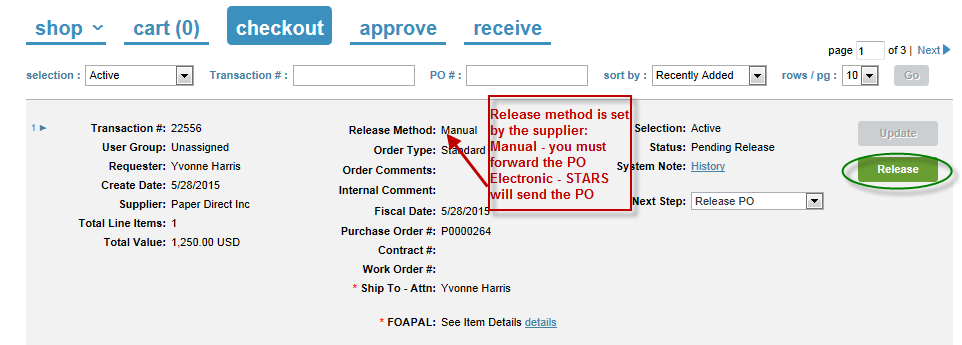 shop cart (0) checkout approve receive
page 1 of 3 | Next
selection : Active Transaction # : PO # : sort by : Recently Added rows / pg : 10 Go
1
Transaction #: 22556
User Group: Unassigned
Requester: Yvonne Harris
Create Date: 5/28/2015
Supplier: Paper Direct Inc
Total Line Items: 1
Total Value: 1,250.00 USD
Release Method: Manual
Order Type: Standard
Order Comments:
Internal Comment:
Fiscal Date: 5/28/2015
Purchase Order #: P0000264
Contract #:
Work Order #:
* Ship To - Attn: Yvonne Harris
* FOAPAL: See Item Details details
Release method is set
by the supplier:
Manual - you must
forward the PO
Electronic - STARS
will send the PO
Selection: Active
Status: Pending Release
System Note: History
Next Step: Release PO
Update
Release